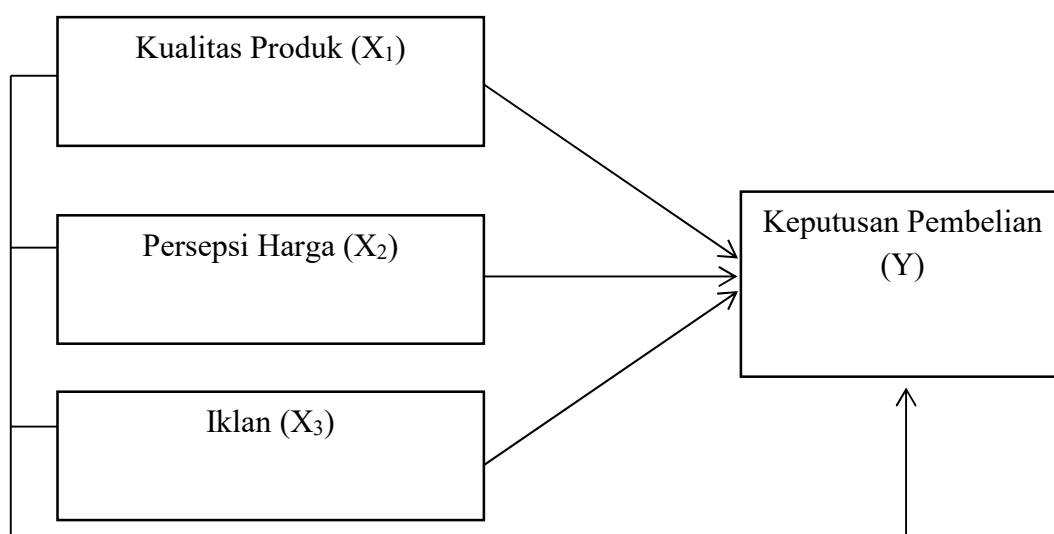 Kualitas Produk (X₁)
Persepsi Harga (X₂)
Keputusan Pembelian
(Y)
Iklan (X₃)